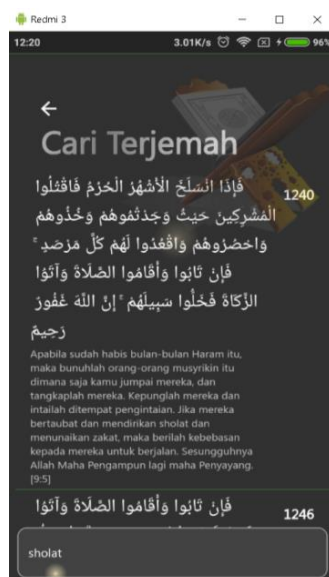 Redmi 3
12:20 3.01K/s 96%
Cari Terjemah
فَإِذَا انْسَلَخَ الْأَشْهُرُ الْحُرُمُ فَاقْتُلُوا 1240
الْمُشْرِكِينَ حَيْثُ وَجَدْتُمُوهُمْ وَخُذُوهُمْ
وَاحْصُرُوهُمْ وَاقْعُدُوا لَهُمْ كُلَّ مَرْصَدٍ ۚ
فَإِنْ تَابُوا وَأَقَامُوا الصَّلَاةَ وَآتَوُا
الزَّكَاةَ فَخَلُّوا سَبِيلَهُمْ ۚ إِنَّ اللَّهَ غَفُورٌ
رَحِيمٌ
Apabila sudah habis bulan-bulan Haram itu,
maka bunuhlah orang-orang musyrikin itu
dimana saja kamu jumpai mereka, dan
tangkaplah mereka. Kepunglah mereka dan
intailah ditempat pengintaian. Jika mereka
bertaubat dan mendirikan sholat dan
menunaikan zakat, maka berilah kebebasan
kepada mereka untuk berjalan. Sesungguhnya
Allah Maha Pengampun lagi maha Penyayang.
[9:5]
فَإِنْ تَابُوا وَأَقَامُوا الصَّلَاةَ وَآتَوُا 1246
sholat